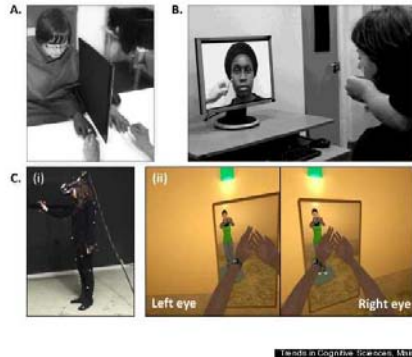 A.
B.
C. (i)
(ii)
Left eye
Right eye
Trends in Cognitive Sciences,